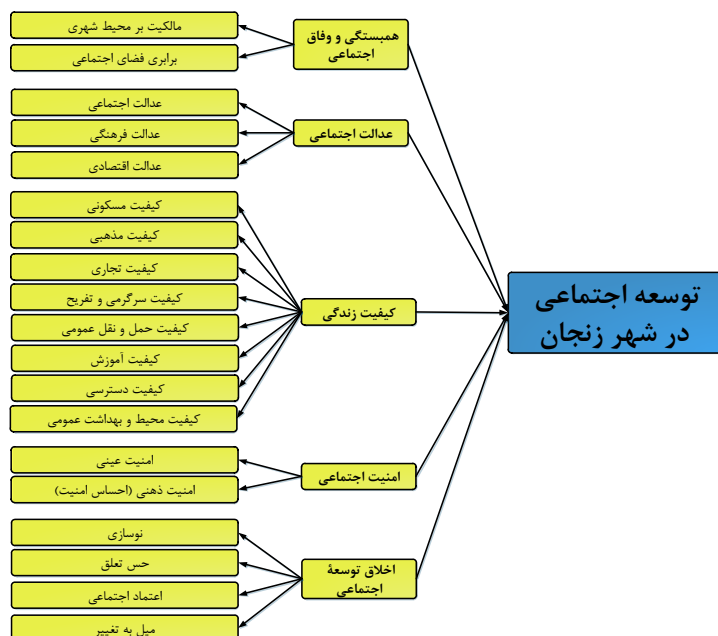 توسعه اجتماعی
در شهر زنجان
همبستگی و وفاق
اجتماعی
مالکیت بر محیط شهری
برابری فضای اجتماعی
عدالت اجتماعی
عدالت اجتماعی
عدالت فرهنگی
عدالت اقتصادی
کیفیت زندگی
کیفیت مسکونی
کیفیت مذهبی
کیفیت تجاری
کیفیت سرگرمی و تفریح
کیفیت حمل و نقل عمومی
کیفیت آموزش
کیفیت دسترسی
کیفیت محیط و بهداشت عمومی
امنیت اجتماعی
امنیت عینی
امنیت ذهنی (احساس امنیت)
اخلاق توسعهٔ
اجتماعی
نوسازی
حس تعلق
اعتماد اجتماعی
میل به تغییر